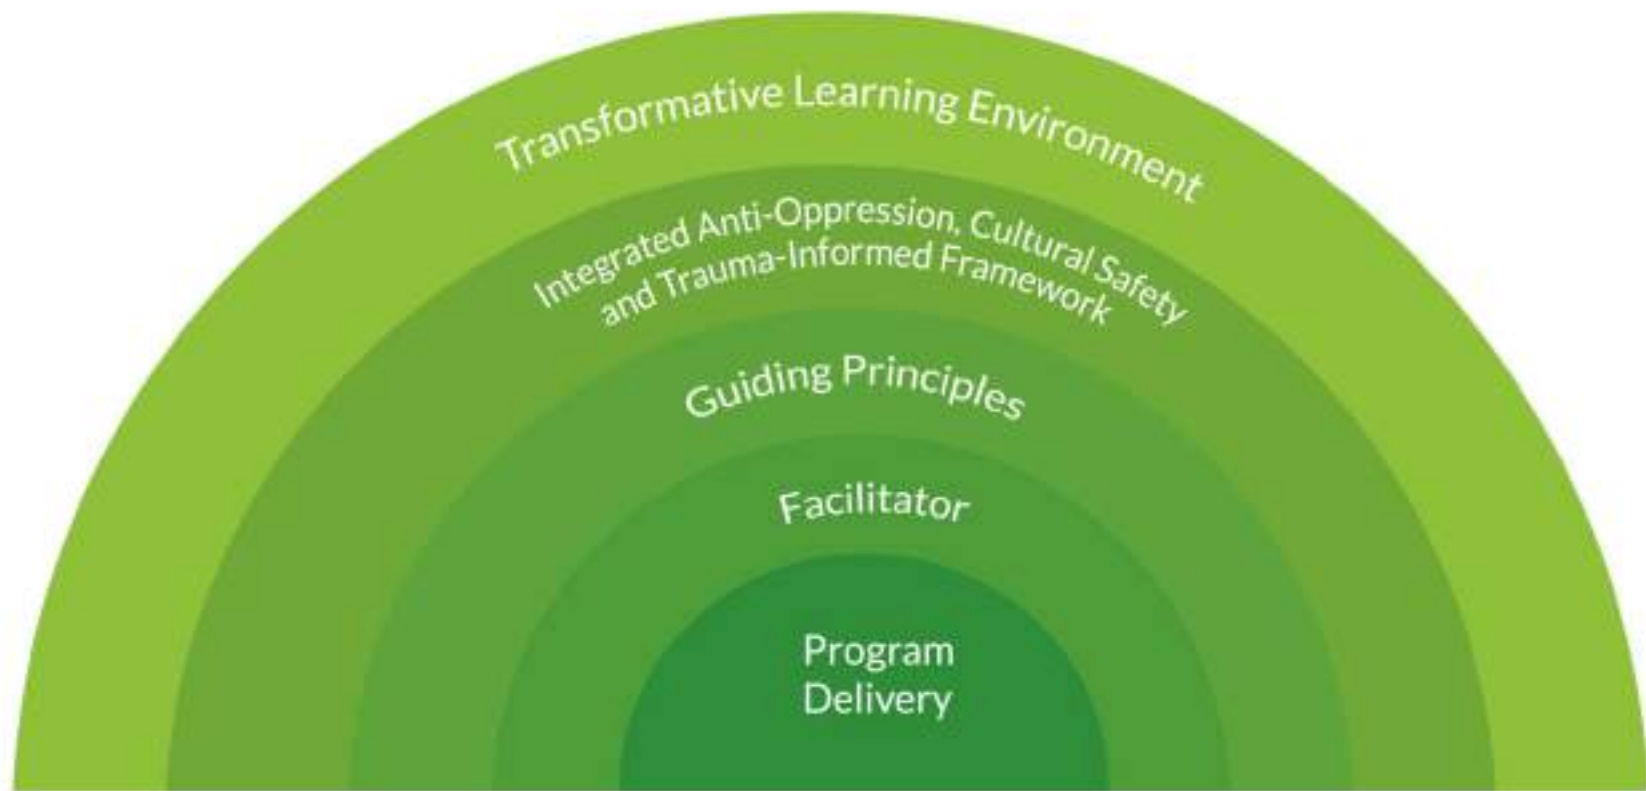 Transformative Learning Environment
Integrated Anti-Oppression, Cultural Safety
and Trauma-Informed Framework
Guiding Principles
Facilitator
Program
Delivery